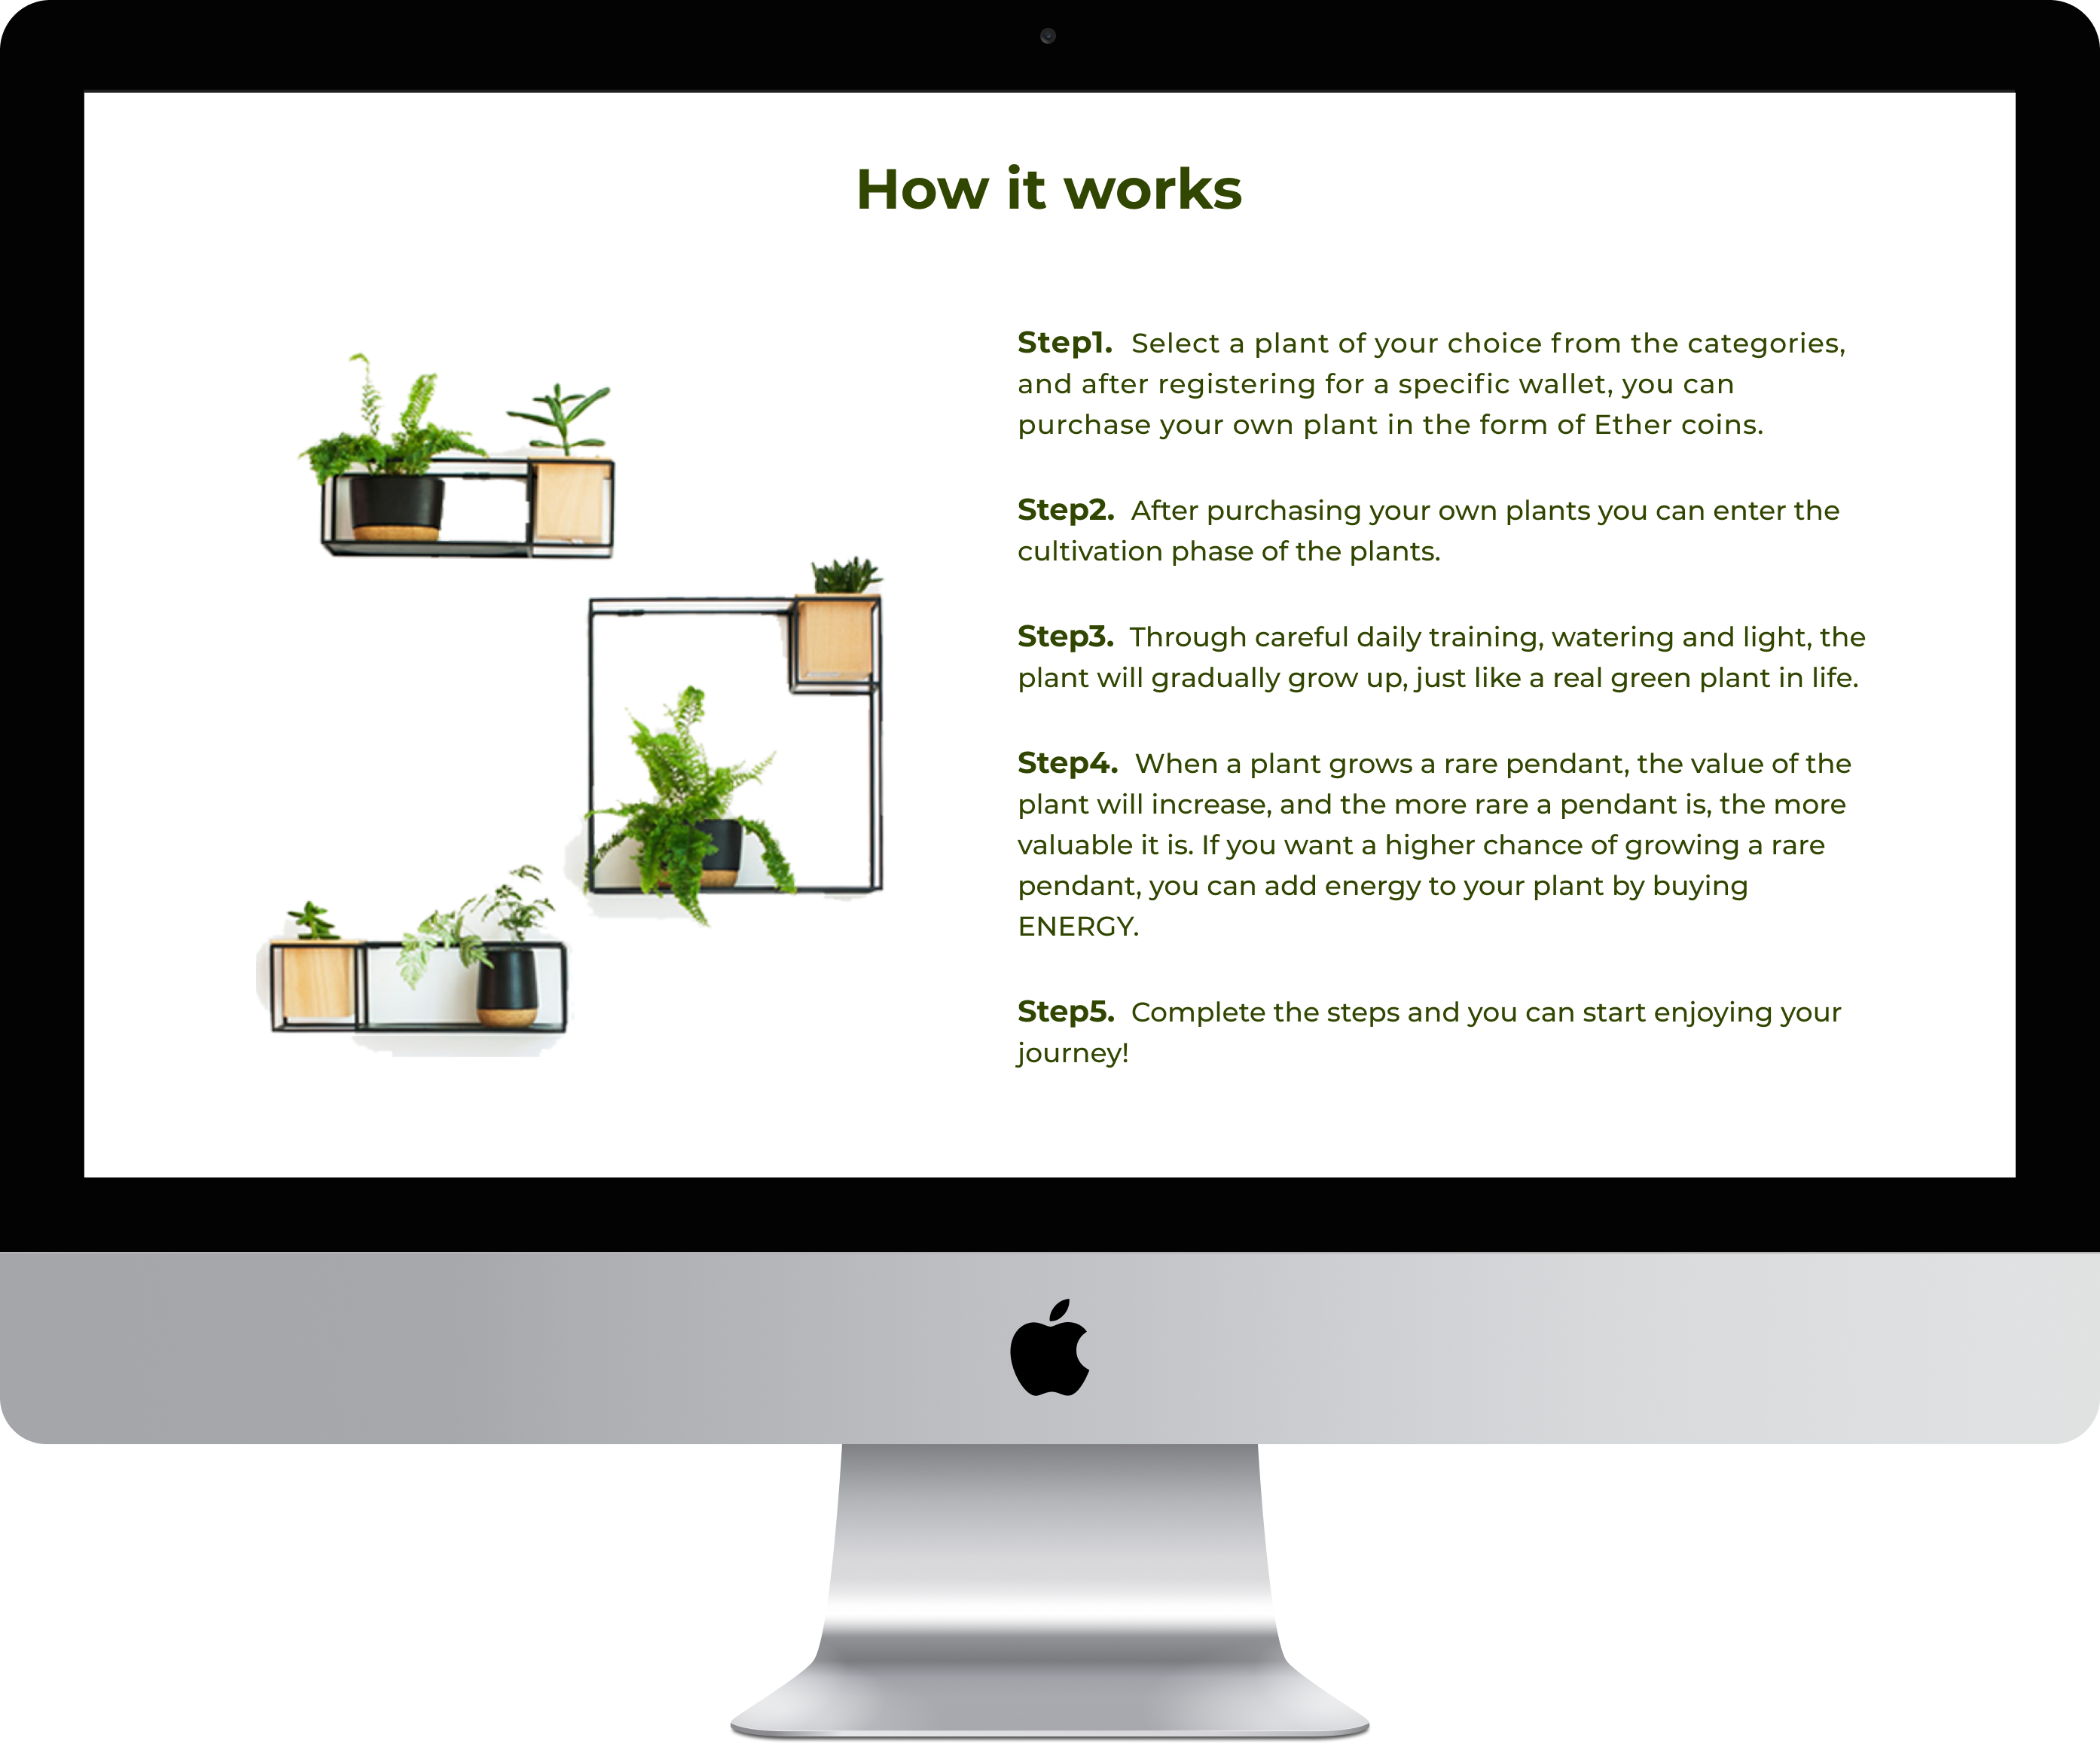 How it works
Step1. Select a plant of your choice from the categories,
and after registering for a specific wallet, you can
purchase your own plant in the form of Ether coins.
Step2. After purchasing your own plants you can enter the
cultivation phase of the plants.
Step3. Through careful daily training, watering and light, the
plant will gradually grow up, just like a real green plant in life.
Step4. When a plant grows a rare pendant, the value of the
plant will increase, and the more rare a pendant is, the more
valuable it is. If you want a higher chance of growing a rare
pendant, you can add energy to your plant by buying
ENERGY.
Step5. Complete the steps and you can start enjoying your
journey!